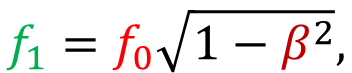 f₁ = f₀√(1 − β²),